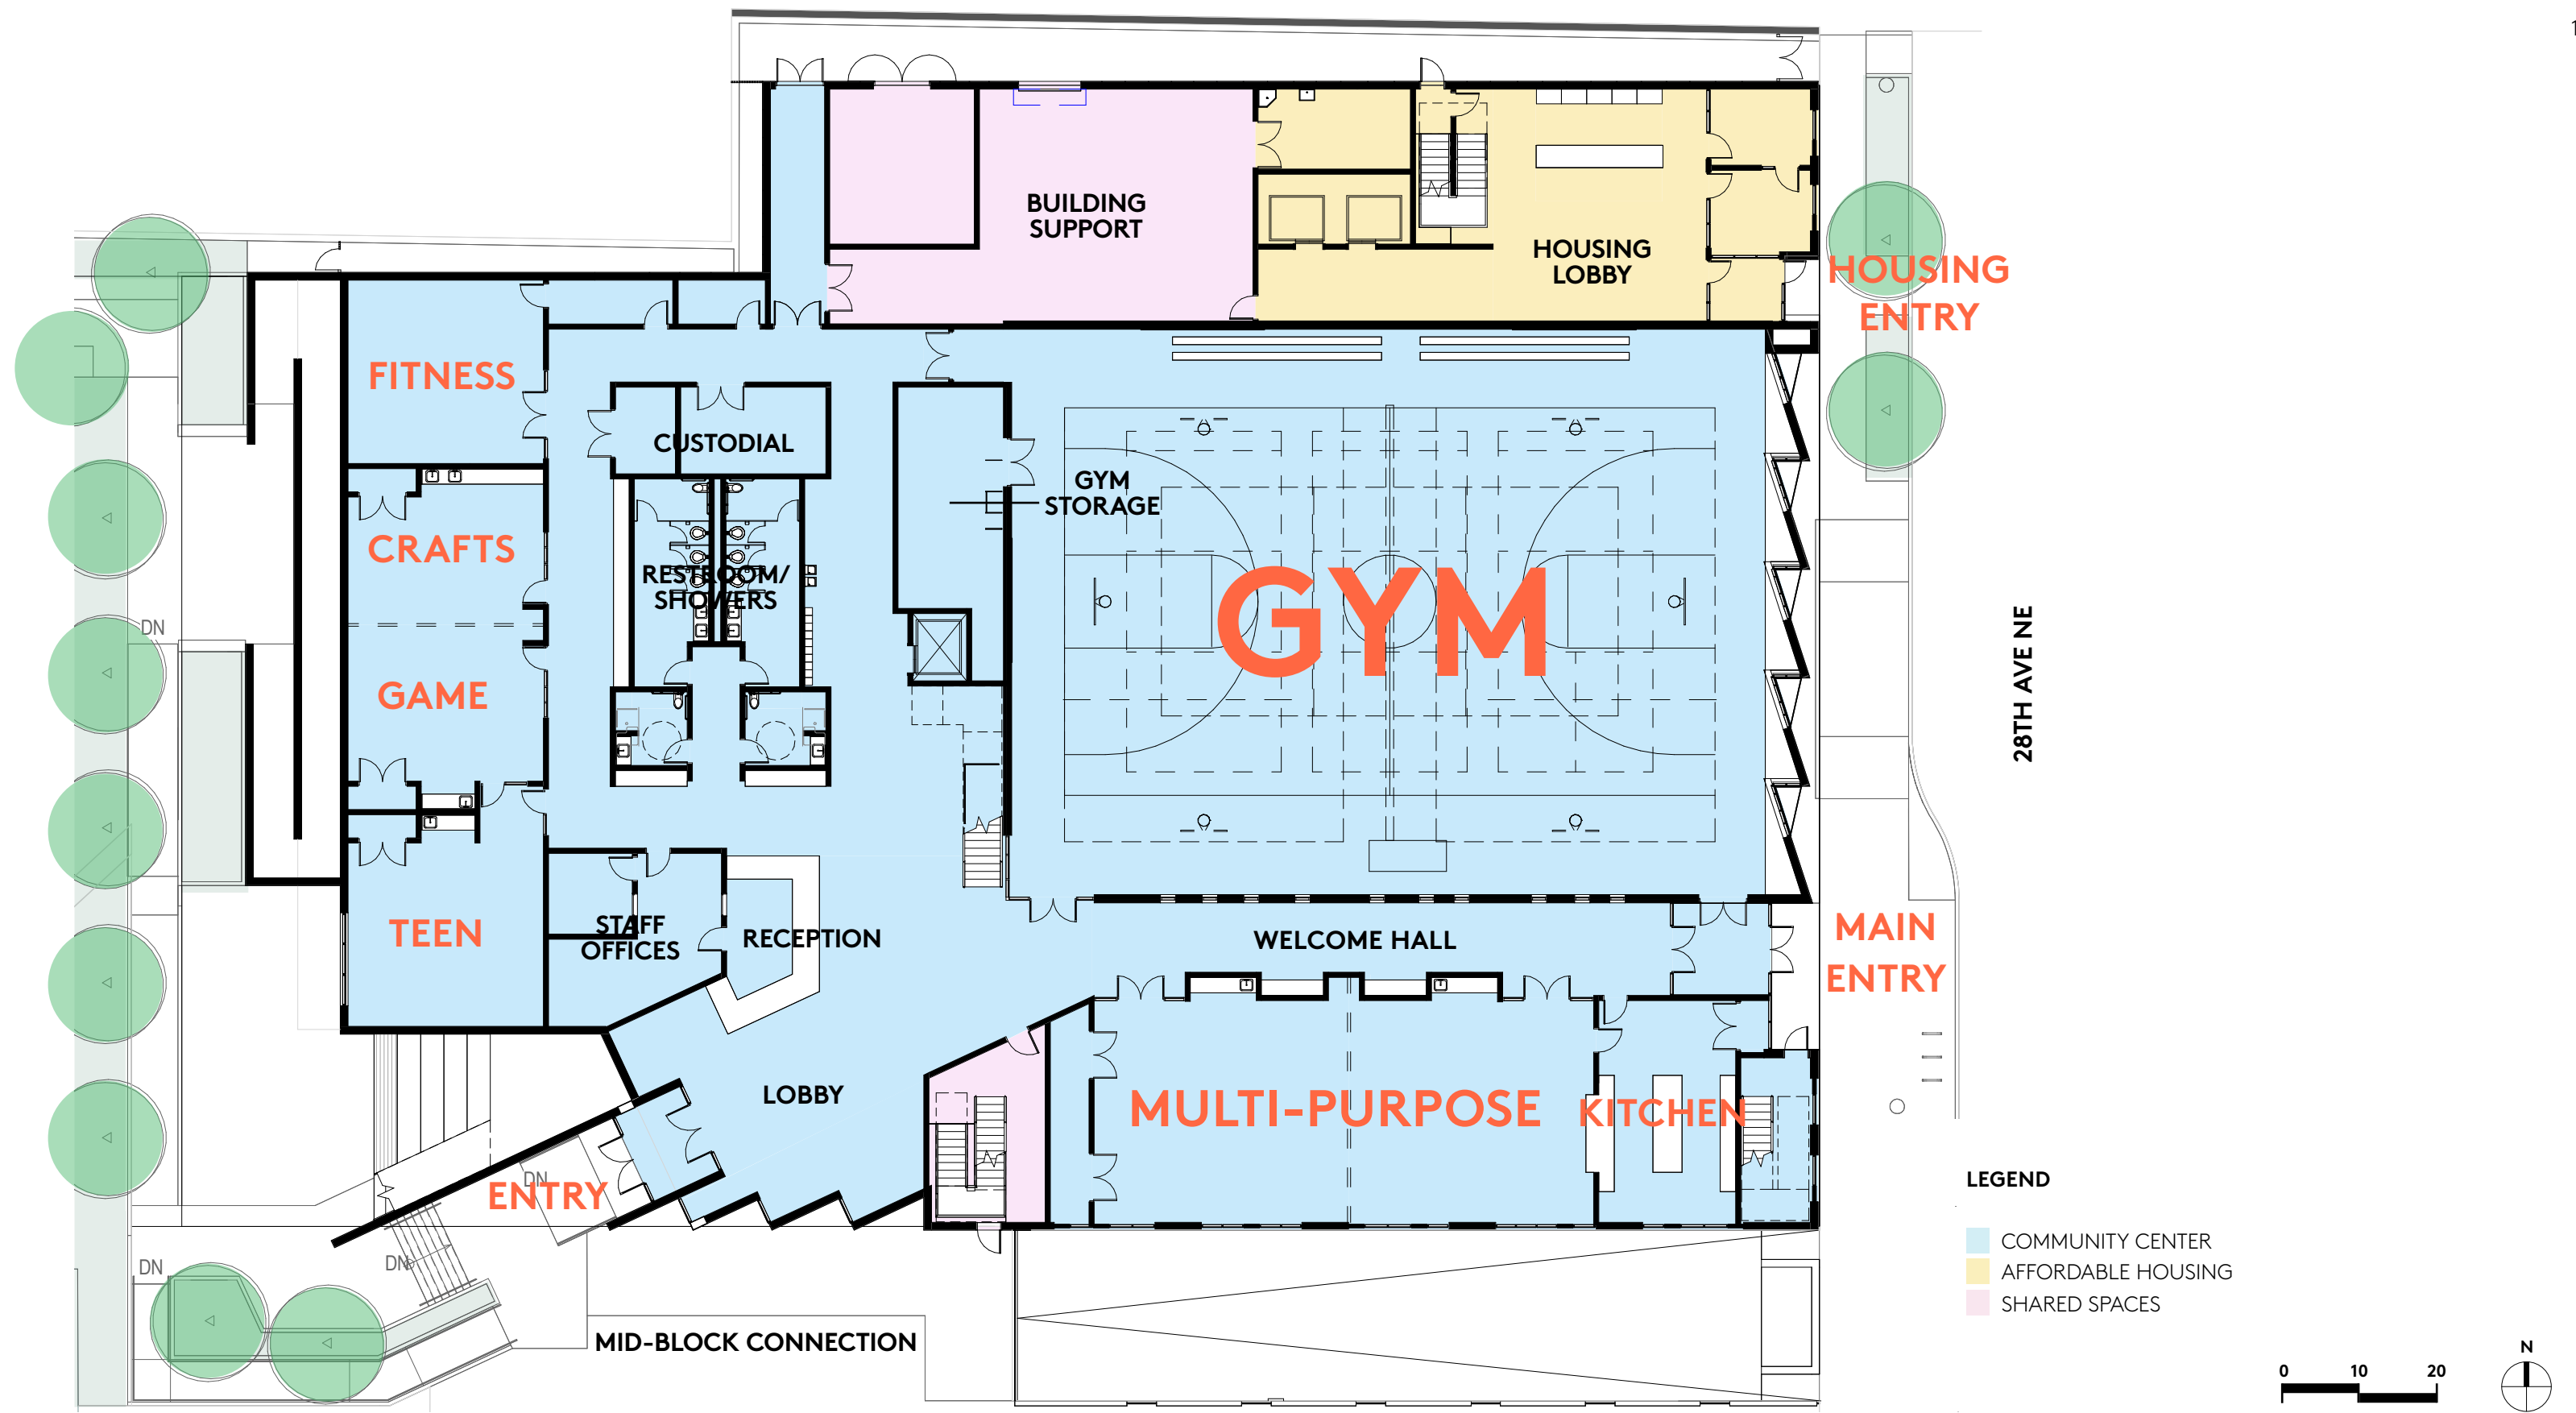 1
BUILDING
SUPPORT
HOUSING
LOBBY
HOUSING
ENTRY
FITNESS
CUSTODIAL
GYM
STORAGE
CRAFTS
RESTROOM/
SHOWERS
GYM
DN
GAME
28TH AVE NE
TEEN
STAFF
OFFICES
RECEPTION
WELCOME HALL
MAIN
ENTRY
LOBBY
MULTI-PURPOSE
KITCHEN
DN
ENTRY
DN
DN
MID-BLOCK CONNECTION
LEGEND
COMMUNITY CENTER
AFFORDABLE HOUSING
SHARED SPACES
0 10 20
N